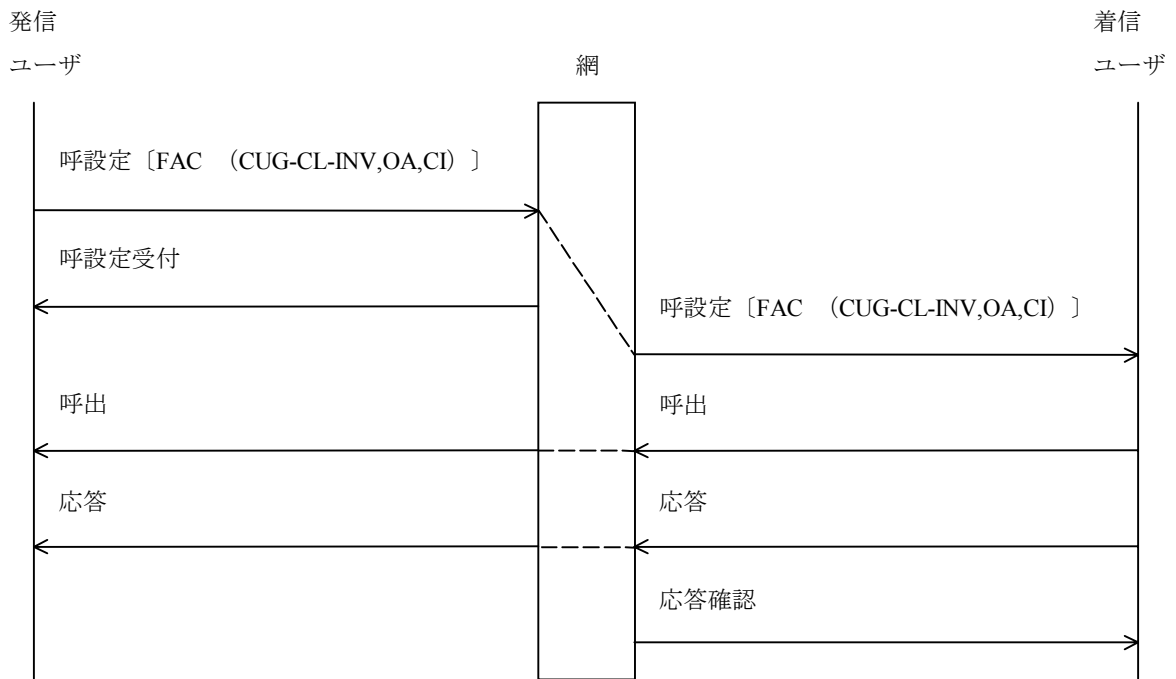 発信
ユーザ
網
着信
ユーザ
呼設定〔FAC （CUG-CL-INV,OA,CI）〕
呼設定受付
呼設定〔FAC （CUG-CL-INV,OA,CI）〕
呼出
呼出
応答
応答
応答確認